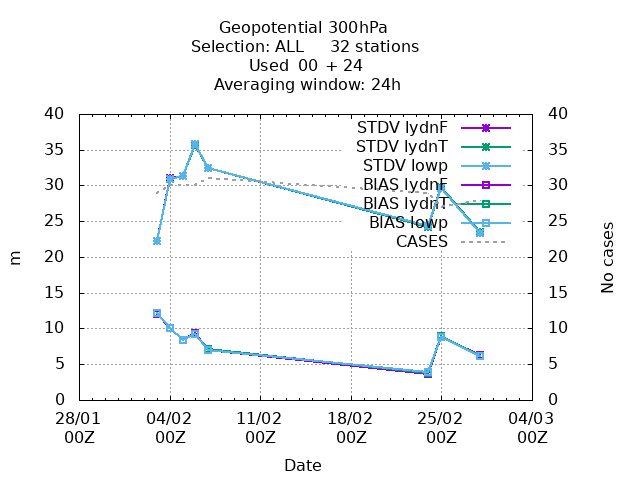 Geopotential 300hPa
Selection: ALL 32 stations
Used 00 + 24
Averaging window: 24h
40 40
35 35
30 30
25 25
20 20
15 15
10 10
5 5
0 0
STDV lydnF
STDV lydnT
STDV lowp
BIAS lydnF
BIAS lydnT
BIAS lowp
CASES
m
No cases
28/01 04/02 11/02 18/02 25/02 04/03
00Z 00Z 00Z 00Z 00Z 00Z
Date